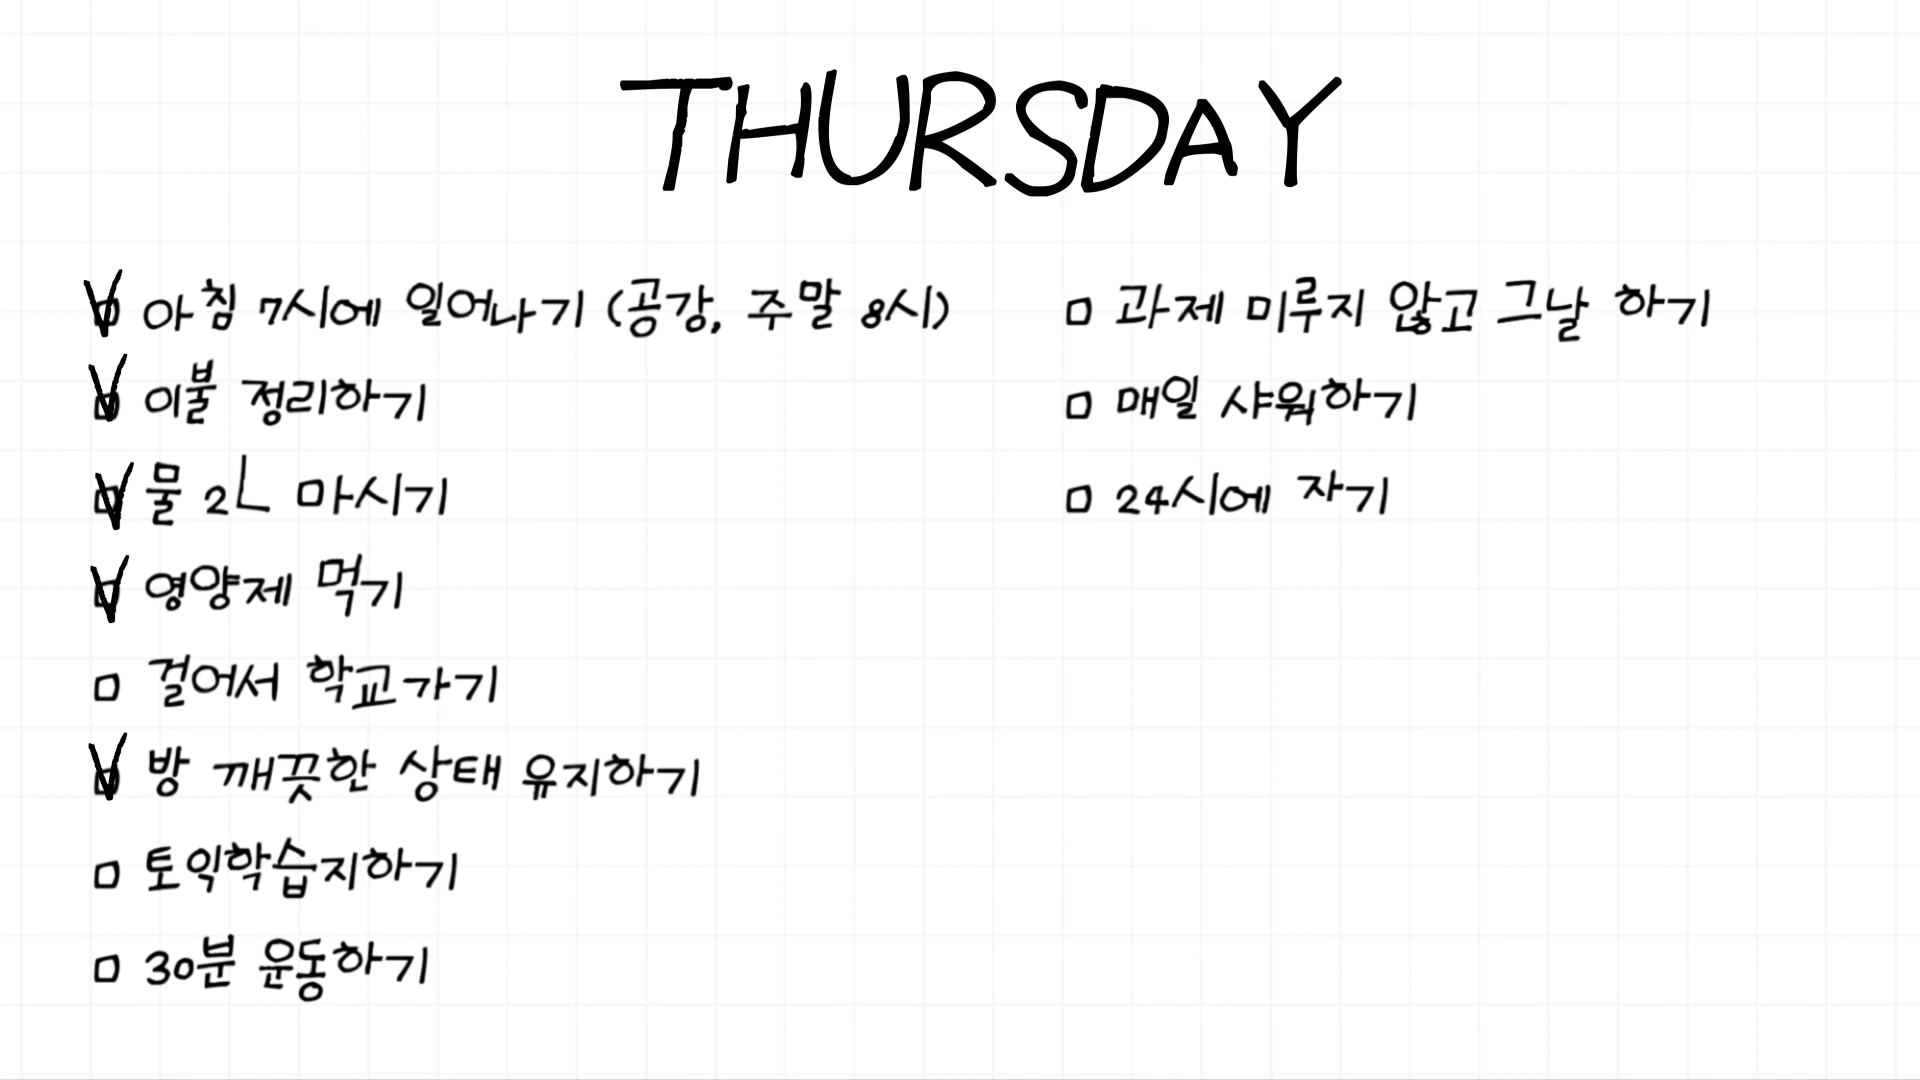 THURSDAY
아침 7시에 일어나기 (공강, 주말 8시)
이불 정리하기
물 2L 마시기
영양제 먹기
걸어서 학교가기
방 깨끗한 상태 유지하기
토익학습지하기
30분 운동하기
과제 미루지 않고 그날 하기
매일 샤워하기
24시에 자기